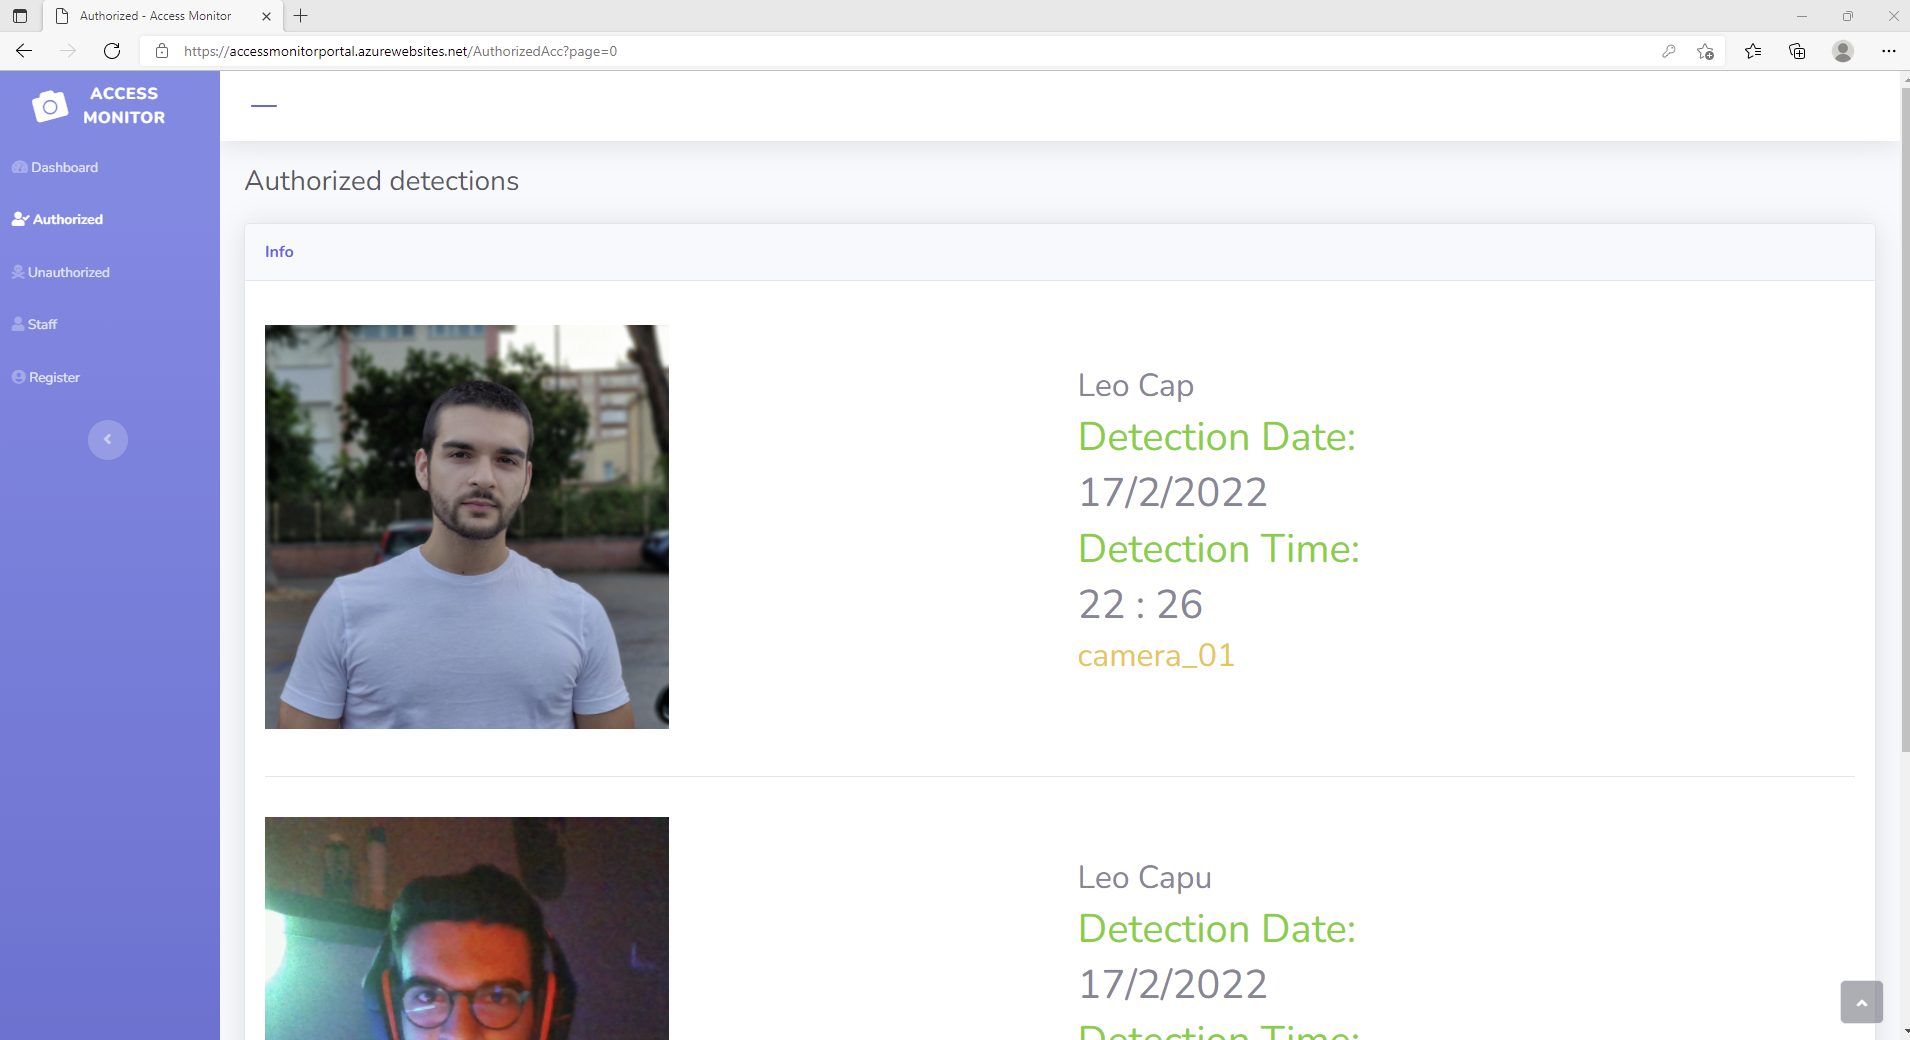 Authorized - Access Monitor
https://accessmonitorportal.azurewebsites.net/AuthorizedAcc?page=0
ACCESS
MONITOR
Dashboard
Authorized
Unauthorized
Staff
Register
Authorized detections
Info
Leo Cap
Detection Date:
17/2/2022
Detection Time:
22 : 26
camera_01
Leo Capu
Detection Date:
17/2/2022
Detection Time: